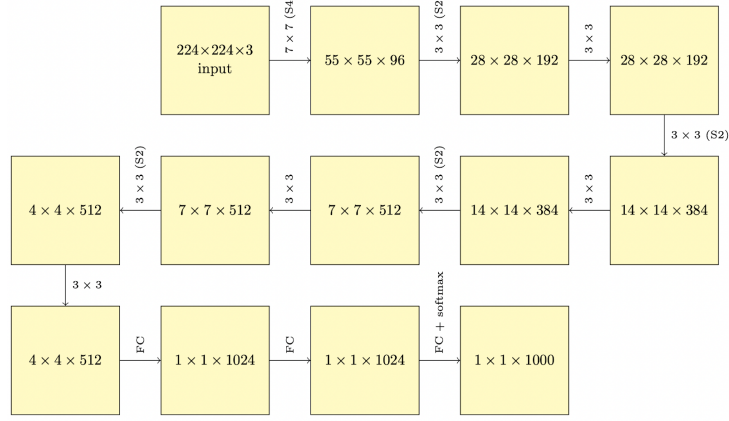 224×224×3
input
7 × 7 (S4
55 × 55 × 96
3 × 3 (S2
28 × 28 × 192
3 × 3
28 × 28 × 192
3 × 3 (S2)
14 × 14 × 384
3 × 3
14 × 14 × 384
3 × 3 (S2)
7 × 7 × 512
3 × 3
7 × 7 × 512
3 × 3 (S2)
4 × 4 × 512
3 × 3
4 × 4 × 512
FC
1 × 1 × 1024
FC
1 × 1 × 1024
FC + softmax
1 × 1 × 1000